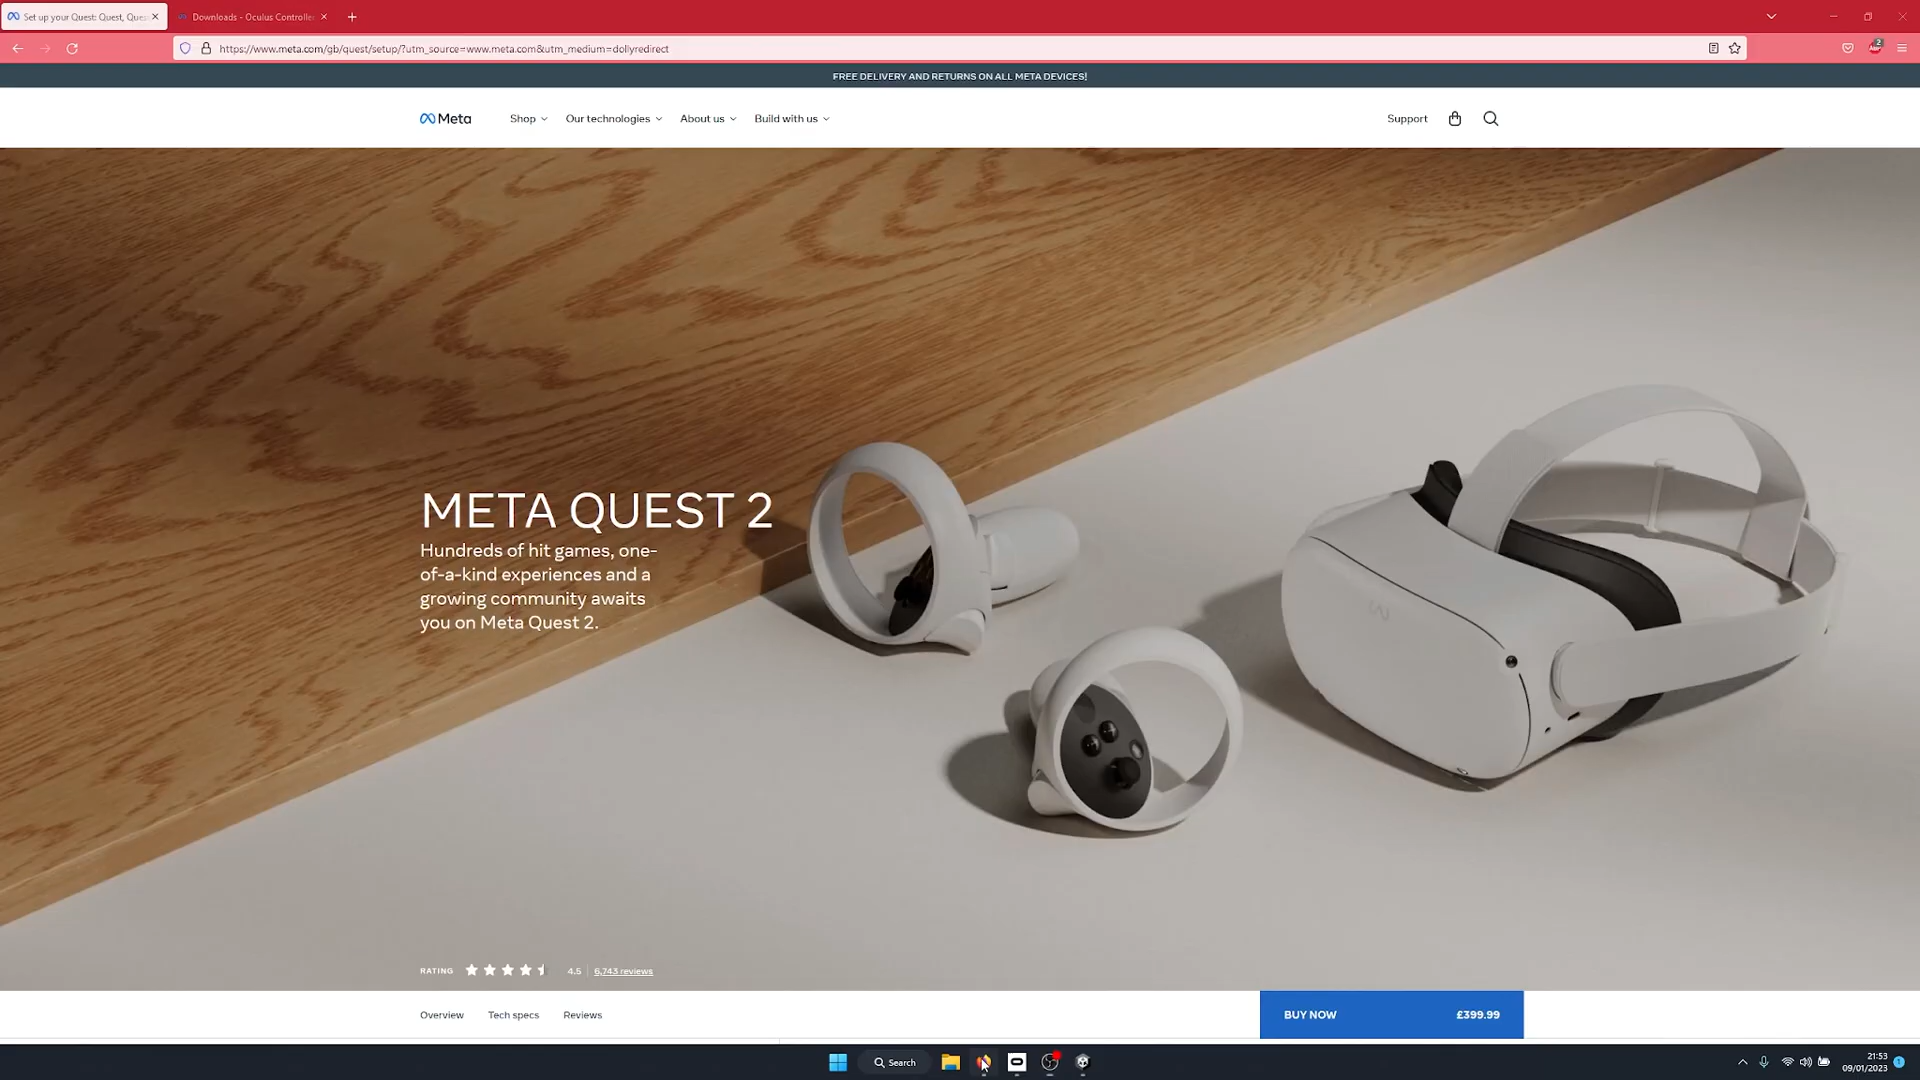 Set up your Quest: Quest, Ques
Downloads - Oculus Controlle
https://www.meta.com/gb/quest/setup/?utm_source=www.meta.com&utm_medium=dollyredirect
2
FREE DELIVERY AND RETURNS ON ALL META DEVICES!
Meta
Shop
Our technologies
About us
Build with us
Support
META QUEST 2
Hundreds of hit games, one-
of-a-kind experiences and a
growing community awaits
you on Meta Quest 2.
RATING
4.5
6,743 reviews
Overview
Tech specs
Reviews
BUY NOW
£399.99
Search
21:53
09/01/2023
1